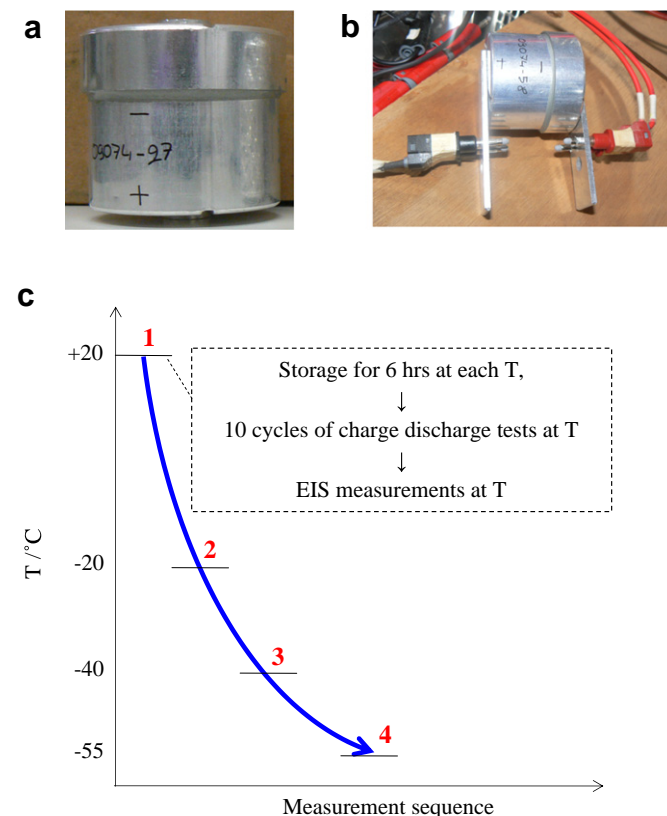 a
b
−
09074-27
+
+
−
09074-58
c
1
+20
Storage for 6 hrs at each T,
↓
10 cycles of charge discharge tests at T
↓
EIS measurements at T
T /°C
2
-20
3
-40
4
-55
Measurement sequence